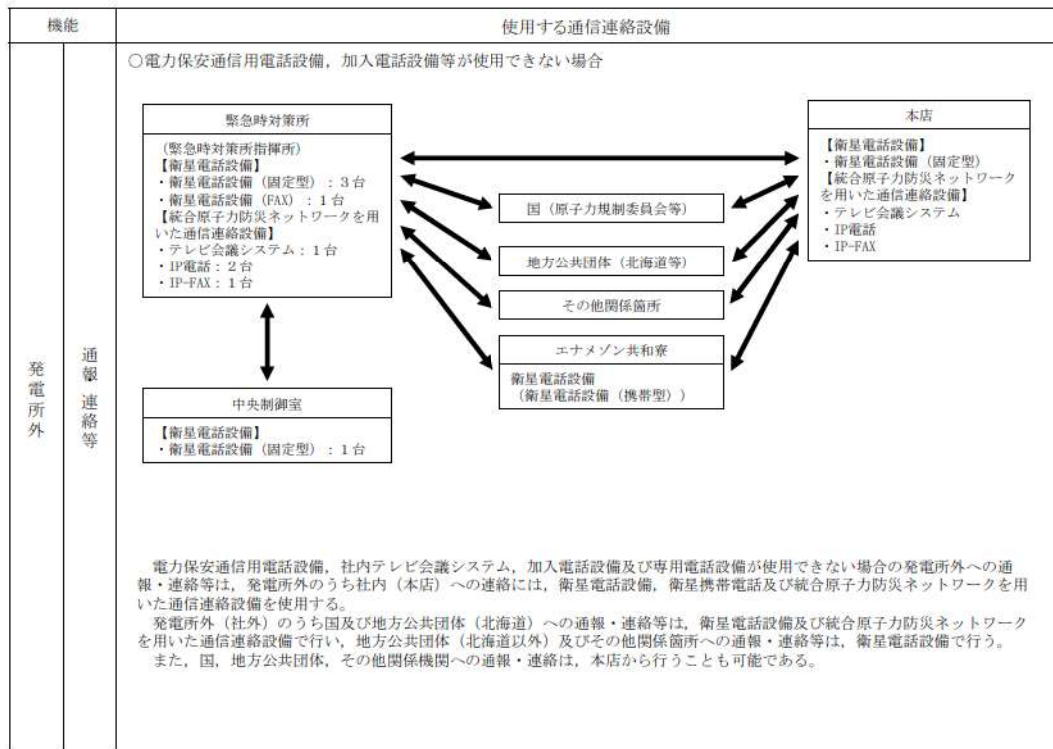 機能
使用する通信連絡設備
発電所外
通報・連絡等
○電力保安通信用電話設備，加入電話設備等が使用できない場合
緊急時対策所
(緊急時対策所指揮所)
【衛星電話設備】
・衛星電話設備（固定型）：３台
・衛星電話設備（FAX）：１台
【統合原子力防災ネットワークを用
いた通信連絡設備】
・テレビ会議システム：１台
・IP電話：２台
・IP-FAX：１台
中央制御室
【衛星電話設備】
・衛星電話設備（固定型）：１台
国（原子力規制委員会等）
地方公共団体（北海道等）
その他関係箇所
エナメゾン共和寮
衛星電話設備
（衛星電話設備（携帯型））
本店
【衛星電話設備】
・衛星電話設備（固定型）
【統合原子力防災ネットワーク
を用いた通信連絡設備】
・テレビ会議システム
・IP電話
・IP-FAX
電力保安通信用電話設備，社内テレビ会議システム，加入電話設備及び専用電話設備が使用できない場合の発電所外への通
報・連絡等は，発電所外のうち社内（本店）への連絡には，衛星電話設備，衛星携帯電話及び統合原子力防災ネットワークを用
いた通信連絡設備を使用する。
発電所外（社外）のうち国及び地方公共団体（北海道）への通報・連絡等は，衛星電話設備及び統合原子力防災ネットワーク
を用いた通信連絡設備で行い，地方公共団体（北海道以外）及びその他関係箇所への通報・連絡等は，衛星電話設備で行う。
また，国，地方公共団体，その他関係機関への通報・連絡は，本店から行うことも可能である。